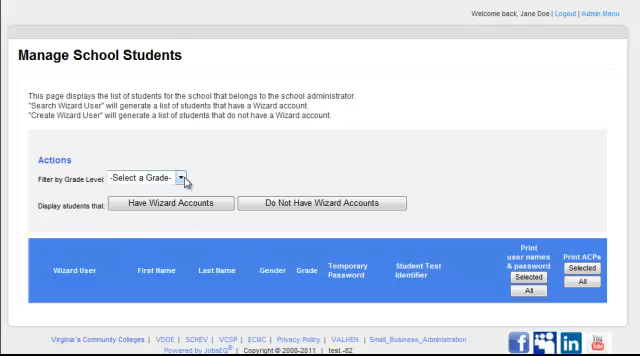 Welcome back, Jane Doe | Logout | Admin Menu
Manage School Students
This page displays the list of students for the school that belongs to the school administrator.
"Search Wizard User" will generate a list of students that have a Wizard account.
"Create Wizard User" will generate a list of students that do not have a Wizard account.
Actions
Filter by Grade Level: -Select a Grade-
Display students that: Have Wizard Accounts Do Not Have Wizard Accounts
Wizard User
First Name
Last Name
Gender
Grade
Temporary
Password
Student Test
Identifier
Print
user names
& password
Selected
All
Print ACPs
Selected
All
Virginia's Community Colleges | VDOE | SCHEV | VCSP | ECMC | Privacy Policy | VALHEN | Small_Business_Administration
Powered by JobsEQ® | Copyright © 2008-2011 | test.-82
f
in
You
Tube